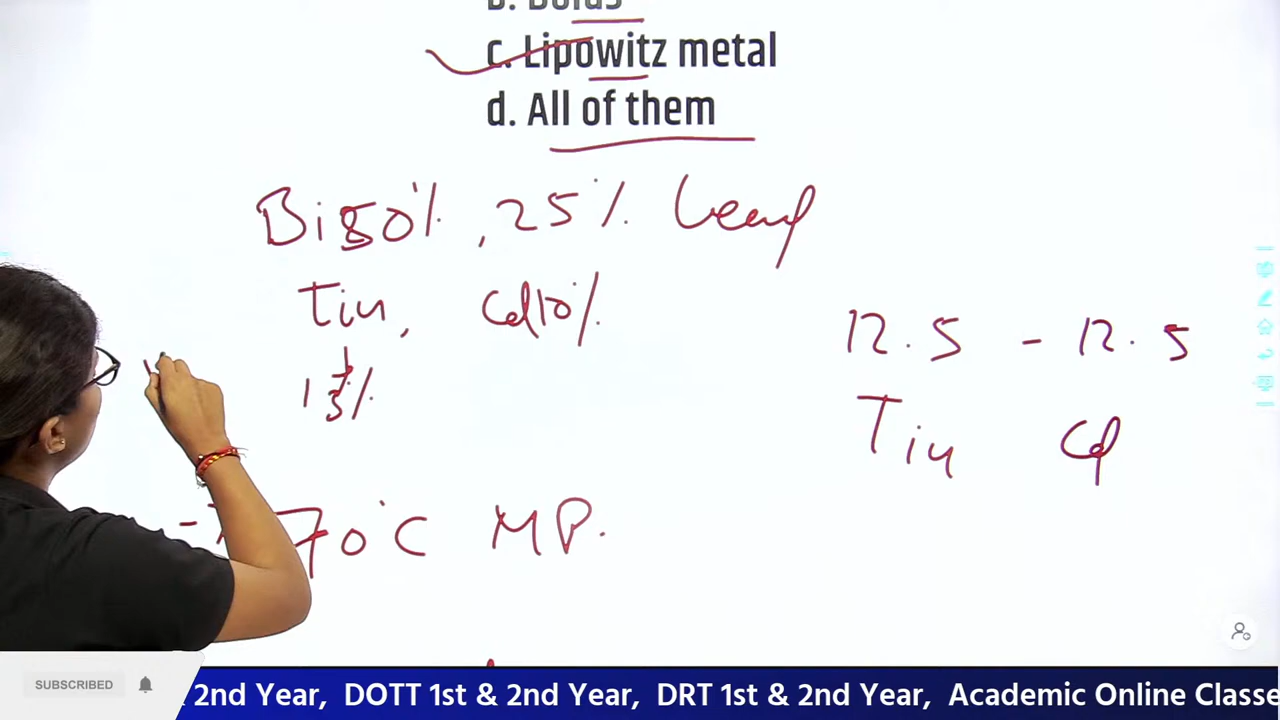 c. Lipowitz metal
d. All of them
Bi 50%, 25% Lead
Tin, Cd 10%
13%
12.5 - 12.5
Tin Cd
70°C MP.
SUBSCRIBED
2nd Year, DOTT 1st & 2nd Year, DRT 1st & 2nd Year, Academic Online Classe